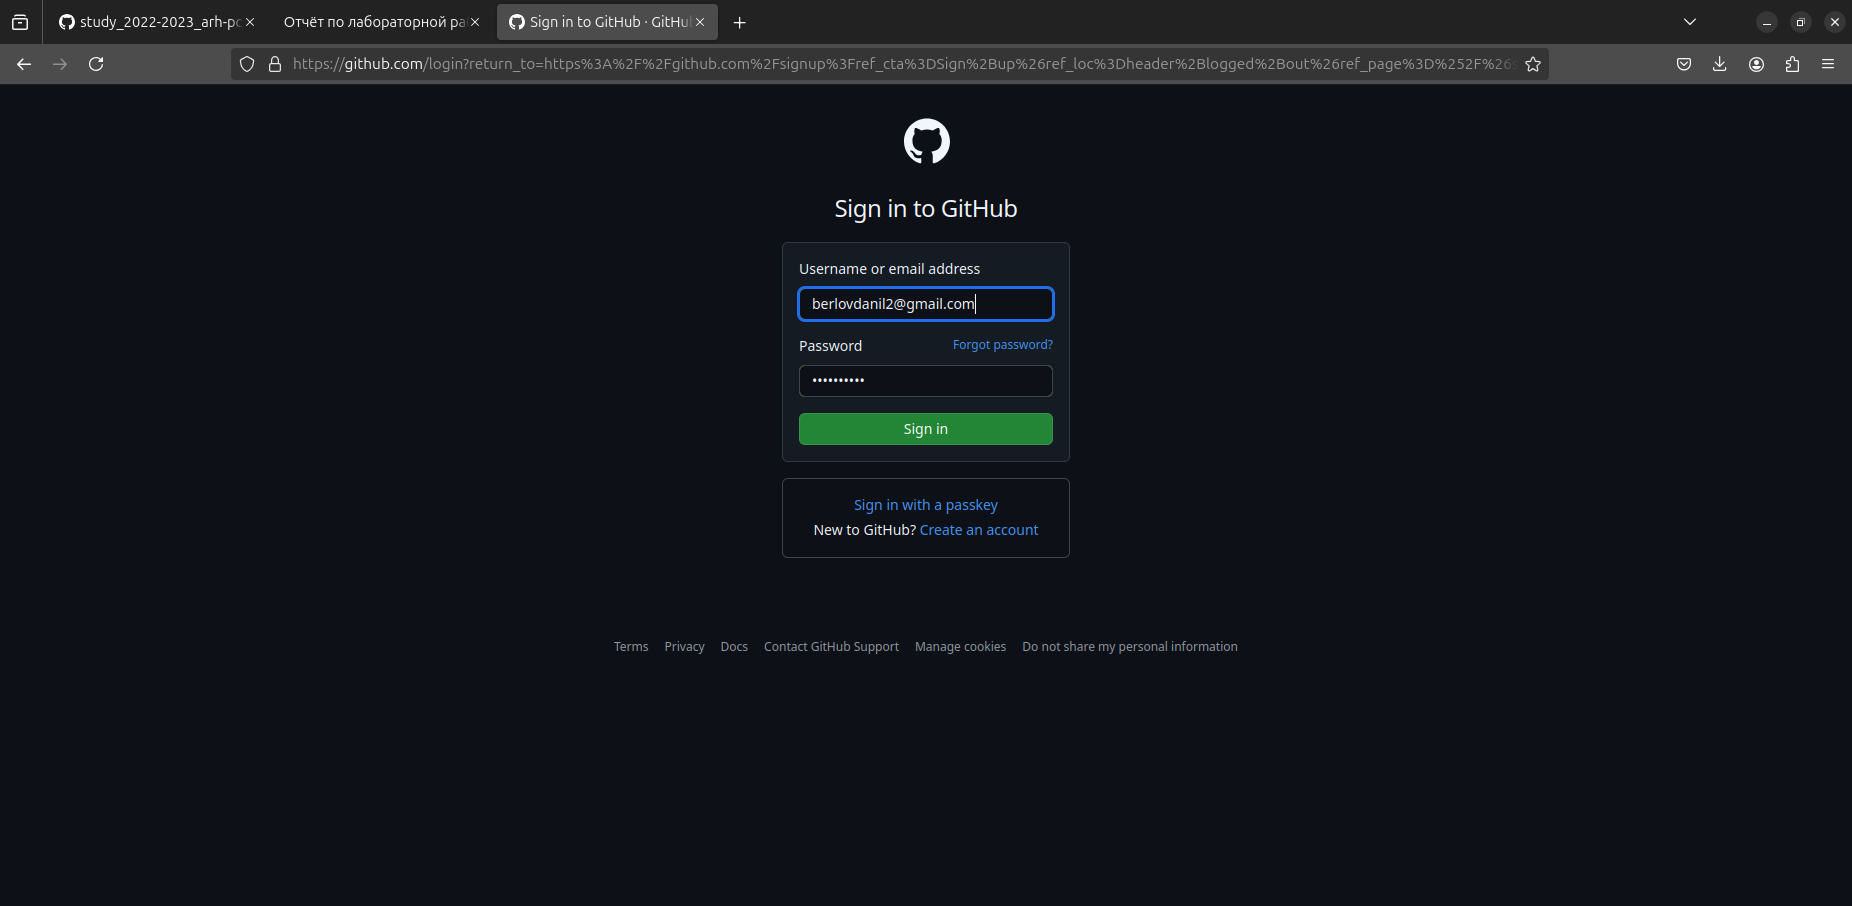 study_2022-2023_arh-pc
Отчёт по лабораторной ра
Sign in to GitHub · GitHu
https://github.com/login?return_to=https%3A%2F%2Fgithub.com%2Fsignup%3Fref_cta%3DSign%2Bup%26ref_loc%3Dheader%2Blogged%2Bout%26ref_page%3D%252F%26s
Sign in to GitHub
Username or email address
berlovdanil2@gmail.com
Password Forgot password?
••••••••••
Sign in
Sign in with a passkey
New to GitHub? Create an account
Terms Privacy Docs Contact GitHub Support Manage cookies Do not share my personal information